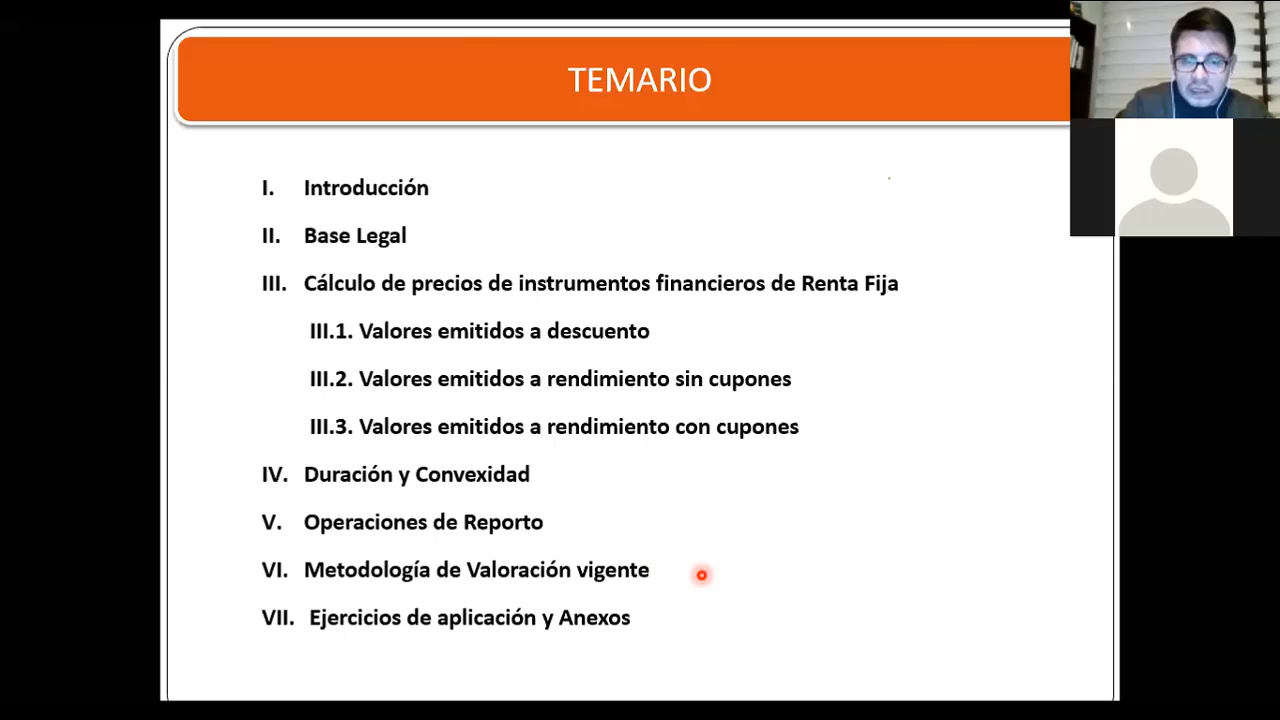 TEMARIO
I. Introducción
II. Base Legal
III. Cálculo de precios de instrumentos financieros de Renta Fija
III.1. Valores emitidos a descuento
III.2. Valores emitidos a rendimiento sin cupones
III.3. Valores emitidos a rendimiento con cupones
IV. Duración y Convexidad
V. Operaciones de Reporto
VI. Metodología de Valoración vigente
VII. Ejercicios de aplicación y Anexos